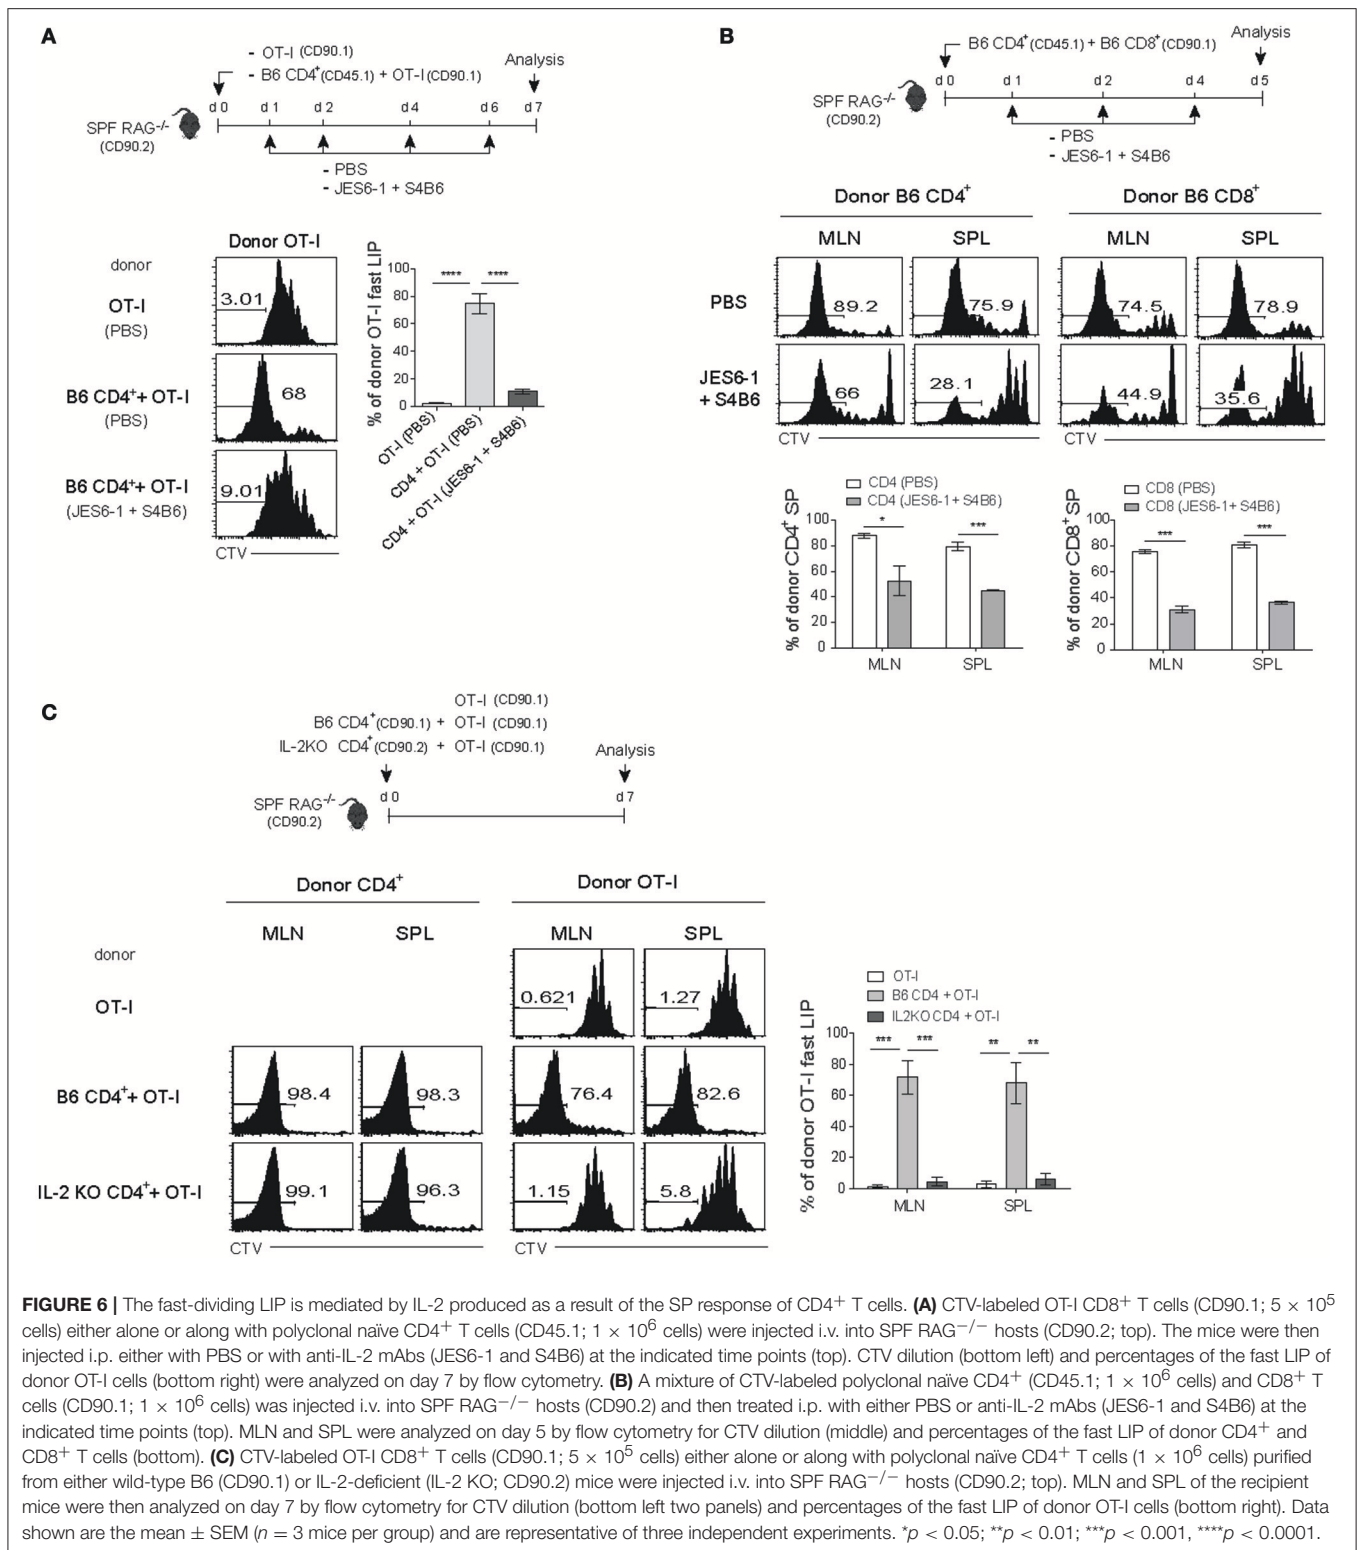 A
- OT-I (CD90.1)
- B6 CD4+(CD45.1) + OT-I (CD90.1)
Analysis
d 0 d 1 d 2 d4 d 6 d7
SPF RAG-/-
(CD90.2)
- PBS
- JES6-1 + S4B6
Donor OT-I
donor
OT-I
(PBS)
3.01
B6 CD4++ OT-I
(PBS)
68
B6 CD4++ OT-I
(JES6-1 + S4B6)
9.01
CTV
% of donor OT-I fast LIP
100
80
60
40
20
0
**** ****
OT-I (PBS)
CD4 + OT-I (PBS)
CD4 + OT-I (JES6-1 + S4B6)
B
B6 CD4+(CD45.1) + B6 CD8+(CD90.1)
Analysis
d 0 d 1 d 2 d 4 d 5
SPF RAG-/-
(CD90.2)
- PBS
- JES6-1 + S4B6
Donor B6 CD4+ Donor B6 CD8+
MLN SPL MLN SPL
PBS
89.2 75.9 74.5 78.9
JES6-1
+ S4B6
66 28.1 44.9 35.6
CTV CTV
CD4 (PBS)
CD4 (JES6-1+ S4B6)
% of donor CD4+ SP
100
80
60
40
20
0
* ***
MLN SPL
CD8 (PBS)
CD8 (JES6-1+ S4B6)
% of donor CD8+ SP
100
80
60
40
20
0
*** ***
MLN SPL
C
OT-I (CD90.1)
B6 CD4+(CD90.1) + OT-I (CD90.1)
IL-2KO CD4+(CD90.2) + OT-I (CD90.1)
Analysis
d 0 d 7
SPF RAG-/-
(CD90.2)
Donor CD4+ Donor OT-I
MLN SPL MLN SPL
donor
OT-I
0.621 1.27
B6 CD4++ OT-I
98.4 98.3 76.4 82.6
IL-2 KO CD4++ OT-I
99.1 96.3 1.15 5.8
CTV CTV
OT-I
B6 CD4 + OT-I
IL2KO CD4 + OT-I
% of donor OT-I fast LIP
100
80
60
40
20
0
*** *** ** **
MLN SPL
FIGURE 6 | The fast-dividing LIP is mediated by IL-2 produced as a result of the SP response of CD4+ T cells. (A) CTV-labeled OT-I CD8+ T cells (CD90.1; 5 × 10⁵
cells) either alone or along with polyclonal naïve CD4+ T cells (CD45.1; 1 × 10⁶ cells) were injected i.v. into SPF RAG−/− hosts (CD90.2; top). The mice were then
injected i.p. either with PBS or with anti-IL-2 mAbs (JES6-1 and S4B6) at the indicated time points (top). CTV dilution (bottom left) and percentages of the fast LIP of
donor OT-I cells (bottom right) were analyzed on day 7 by flow cytometry. (B) A mixture of CTV-labeled polyclonal naïve CD4+ (CD45.1; 1 × 10⁶ cells) and CD8+ T
cells (CD90.1; 1 × 10⁶ cells) was injected i.v. into SPF RAG−/− hosts (CD90.2) and then treated i.p. with either PBS or anti-IL-2 mAbs (JES6-1 and S4B6) at the
indicated time points (top). MLN and SPL were analyzed on day 5 by flow cytometry for CTV dilution (middle) and percentages of the fast LIP of donor CD4+ and
CD8+ T cells (bottom). (C) CTV-labeled OT-I CD8+ T cells (CD90.1; 5 × 10⁵ cells) either alone or along with polyclonal naïve CD4+ T cells (1 × 10⁶ cells) purified
from either wild-type B6 (CD90.1) or IL-2-deficient (IL-2 KO; CD90.2) mice were injected i.v. into SPF RAG−/− hosts (CD90.2; top). MLN and SPL of the recipient
mice were then analyzed on day 7 by flow cytometry for CTV dilution (bottom left two panels) and percentages of the fast LIP of donor OT-I cells (bottom right). Data
shown are the mean ± SEM (n = 3 mice per group) and are representative of three independent experiments. *p < 0.05; **p < 0.01; ***p < 0.001, ****p < 0.0001.